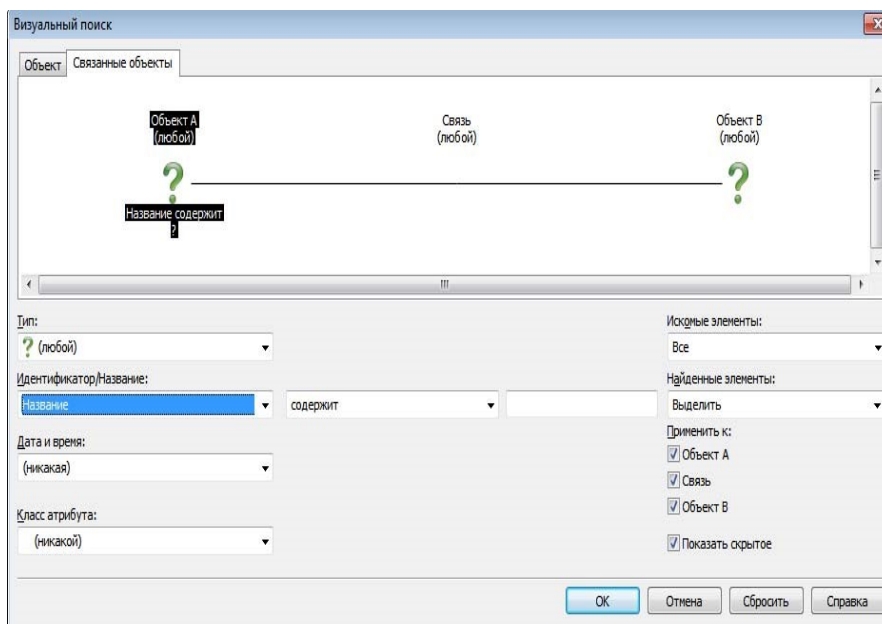 Визуальный поиск
Объект
Связанные объекты
Объект A
(любой)
Связь
(любой)
Объект B
(любой)
?
?
Название содержит
?
Тип:
? (любой)
Искомые элементы:
Все
Идентификатор/Название:
Название
содержит
Найденные элементы:
Выделить
Применить к:
Дата и время:
(никакая)
Объект A
Связь
Объект B
Класс атрибута:
(никакой)
Показать скрытое
OK
Отмена
Сбросить
Справка